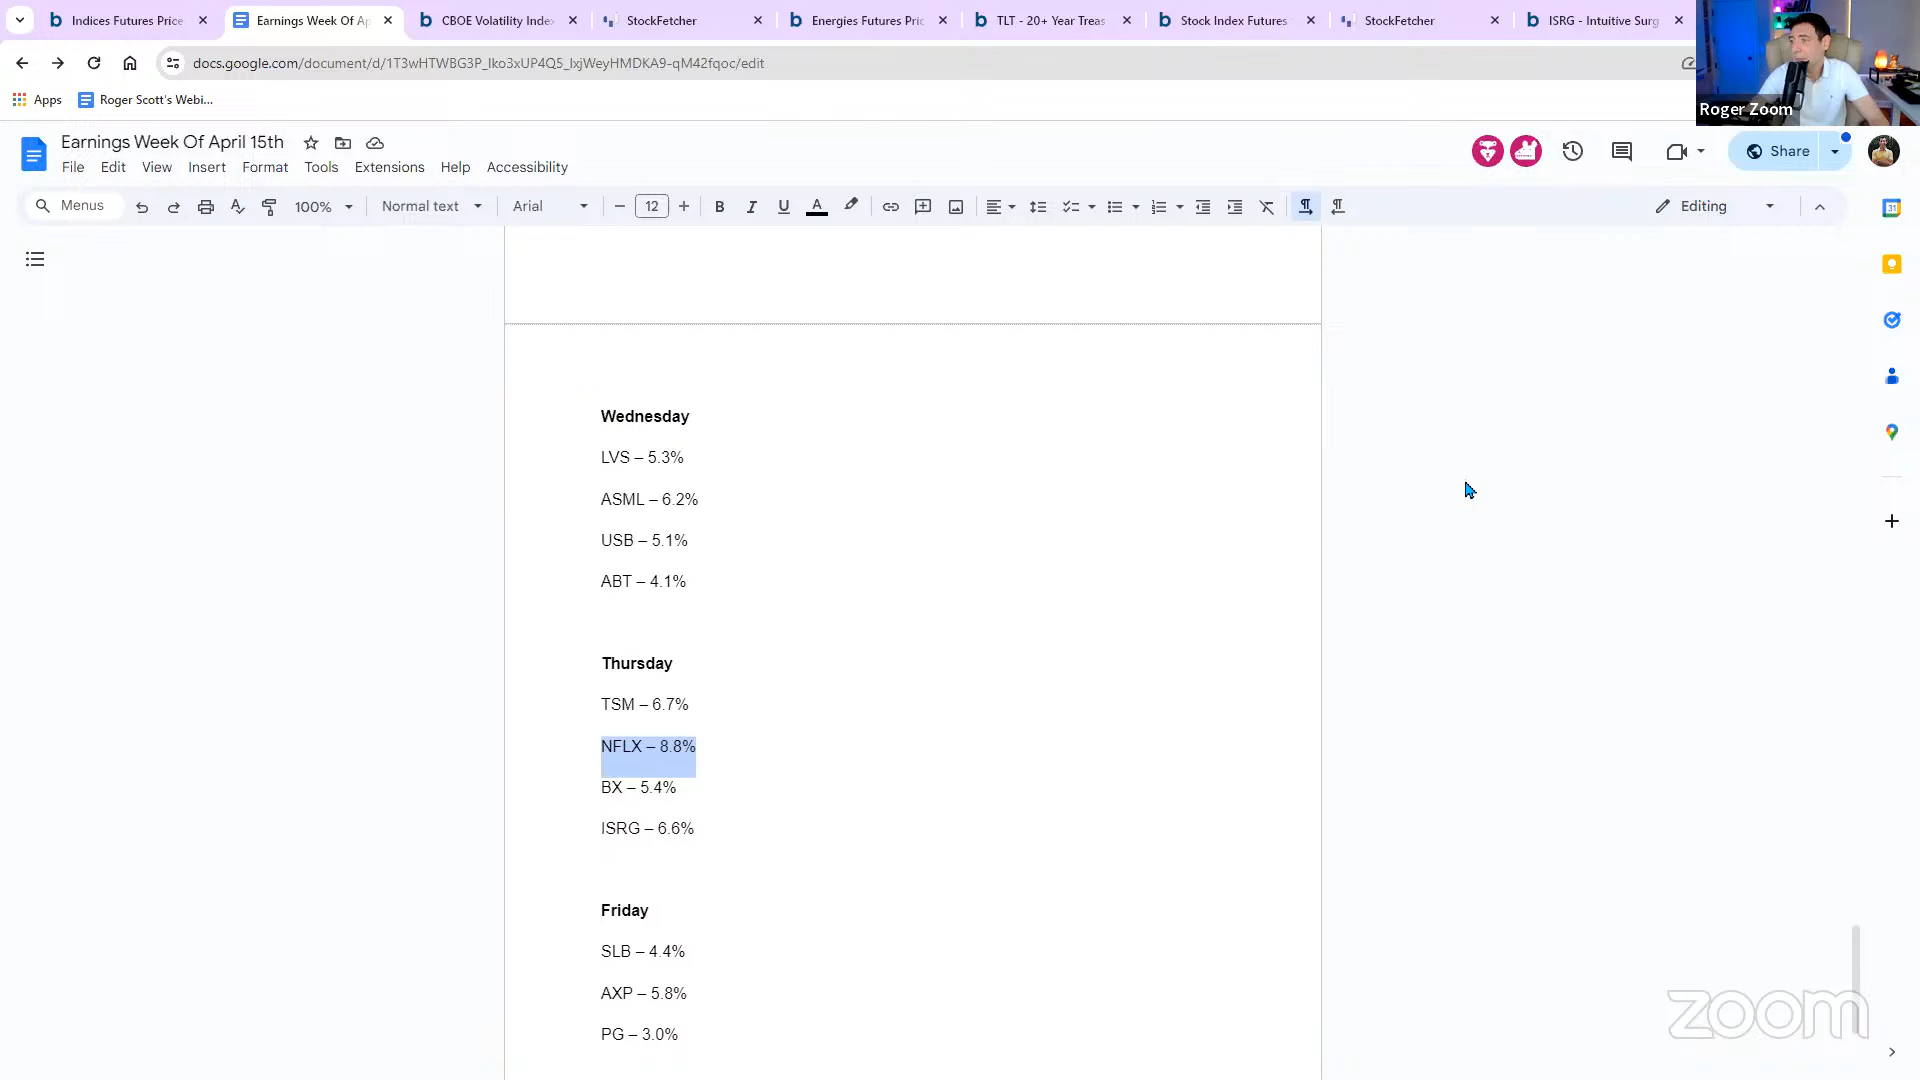 Indices Futures Price
Earnings Week Of Ap
CBOE Volatility Index
StockFetcher
Energies Futures Pric
TLT - 20+ Year Treas
Stock Index Futures
StockFetcher
ISRG - Intuitive Surg
docs.google.com/document/d/1T3wHTWBG3P_Iko3xUP4Q5_IxjWeyHMDKA9-qM42fqoc/edit
Apps
Roger Scott's Webi...
Roger Zoom
Earnings Week Of April 15th
File Edit View Insert Format Tools Extensions Help Accessibility
Share
Menus
100%
Normal text
Arial
12
B I U A
Editing
31
Wednesday
LVS – 5.3%
ASML – 6.2%
USB – 5.1%
ABT – 4.1%
Thursday
TSM – 6.7%
NFLX – 8.8%
BX – 5.4%
ISRG – 6.6%
Friday
SLB – 4.4%
AXP – 5.8%
PG – 3.0%
zoom